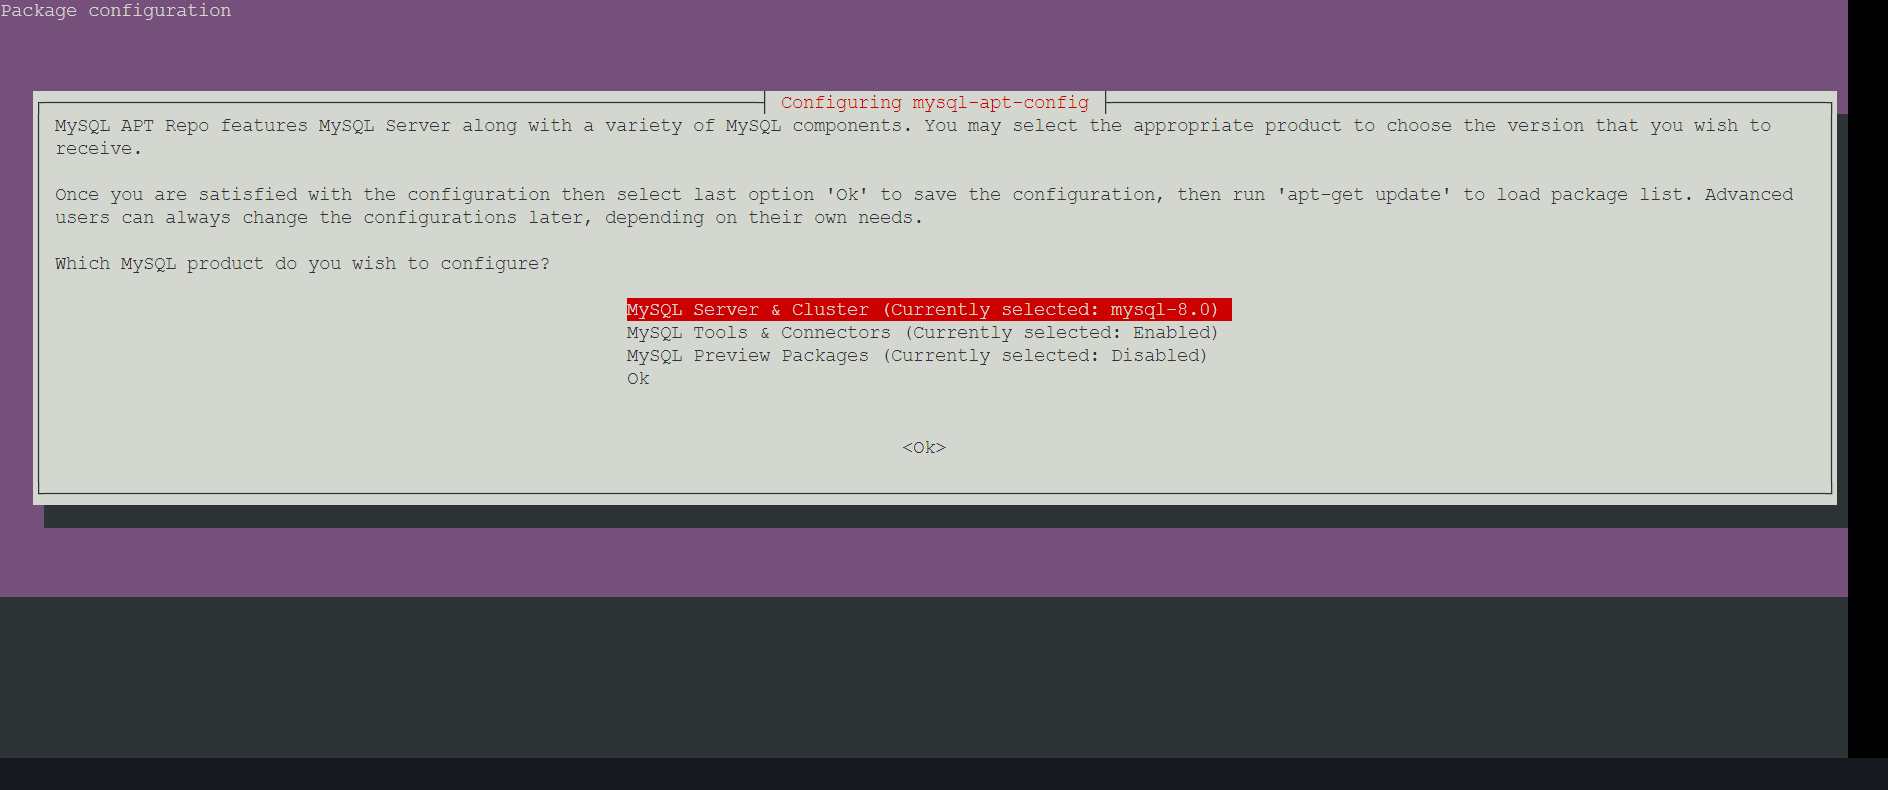 Package configuration
Configuring mysql-apt-config
MySQL APT Repo features MySQL Server along with a variety of MySQL components. You may select the appropriate product to choose the version that you wish to
receive.
Once you are satisfied with the configuration then select last option 'Ok' to save the configuration, then run 'apt-get update' to load package list. Advanced
users can always change the configurations later, depending on their own needs.
Which MySQL product do you wish to configure?
MySQL Server & Cluster (Currently selected: mysql-8.0)
MySQL Tools & Connectors (Currently selected: Enabled)
MySQL Preview Packages (Currently selected: Disabled)
Ok
<Ok>